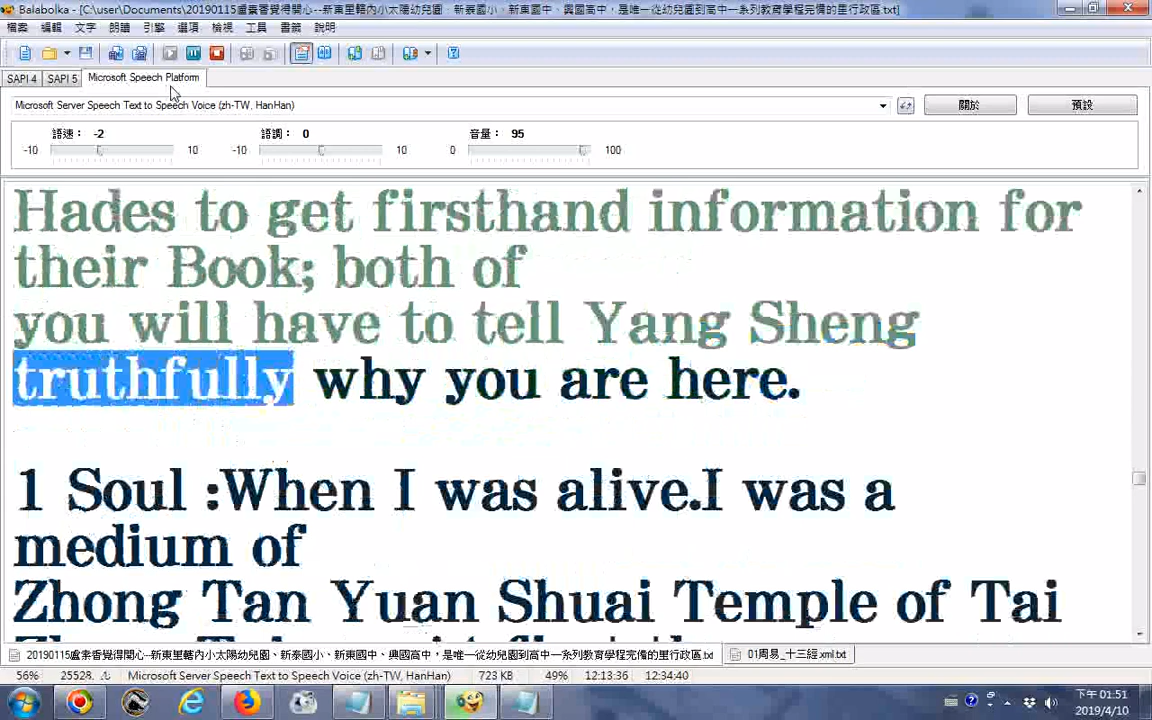 Balabolka - [C:\user\Documents\20190115盧素香覺得開心--新東里轄內小太陽幼兒園、新泰國小、新東國中、興國高中，是唯一從幼兒園到高中一系列教育學程完備的里行政區.txt]
檔案 編輯 文字 朗讀 引擎 選項 檢視 工具 書籤 說明
SAPI 4 SAPI 5 Microsoft Speech Platform
Microsoft Server Speech Text to Speech Voice (zh-TW, HanHan) 關於 預設
語速： -2 語調： 0 音量： 95
-10 10 -10 10 0 100
Hades to get firsthand information for
their Book; both of
you will have to tell Yang Sheng
truthfully why you are here.
1 Soul :When I was alive.I was a
medium of
Zhong Tan Yuan Shuai Temple of Tai
20190115盧素香覺得開心--新東里轄內小太陽幼兒園、新泰國小、新東國中、興國高中，是唯一從幼兒園到高中一系列教育學程完備的里行政區.txt 01周易_十三經.xml.txt
56% 25528. Microsoft Server Speech Text to Speech Voice (zh-TW, HanHan) 723 KB 49% 12:13:36 12:34:40
下午 01:51
2019/4/10